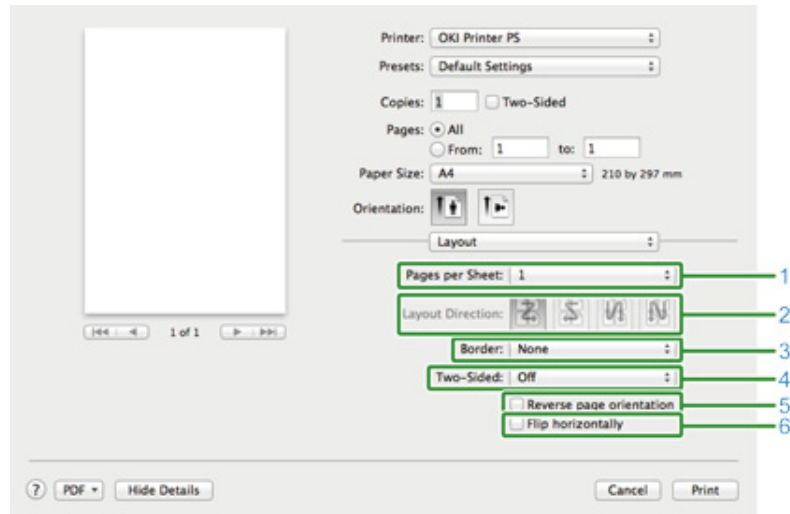 Printer: OKI Printer PS
Presets: Default Settings
Copies: 1 Two-Sided
Pages: All
From: 1 to: 1
Paper Size: A4 210 by 297 mm
Orientation:
Layout
Pages per Sheet: 1 1
Layout Direction: 2
Border: None 3
Two-Sided: Off 4
Reverse page orientation 5
Flip horizontally 6
1 of 1
? PDF Hide Details Cancel Print